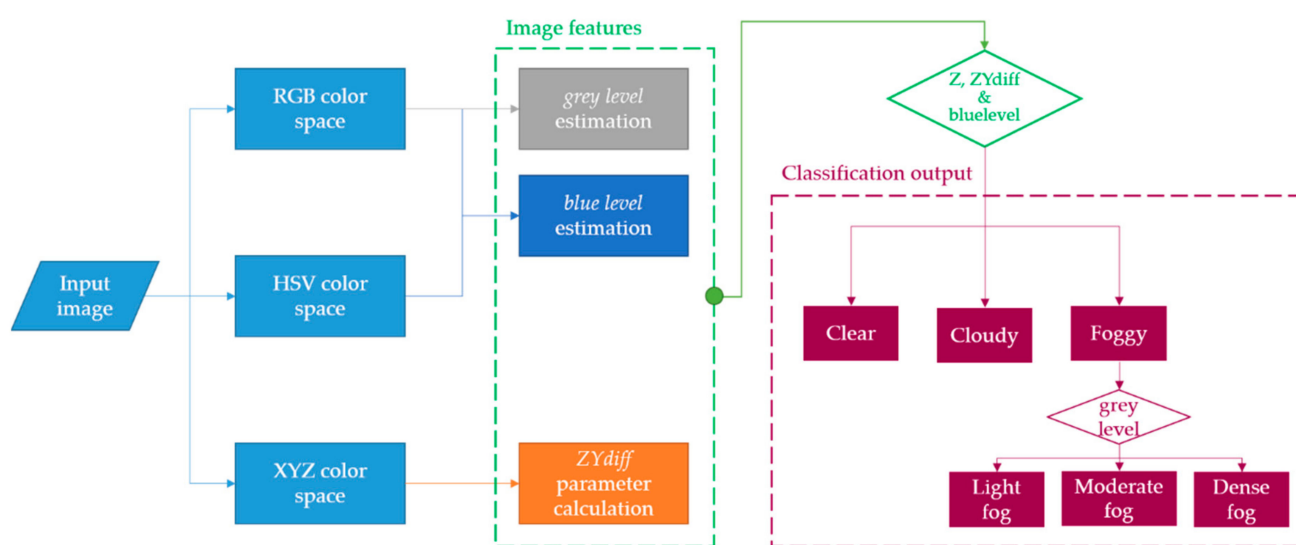 Image features
RGB color
space
grey level
estimation
Z, ZYdiff
&
bluelevel
Classification output
blue level
estimation
Input
image
HSV color
space
Clear
Cloudy
Foggy
grey
level
XYZ color
space
ZYdiff
parameter
calculation
Light
fog
Moderate
fog
Dense
fog